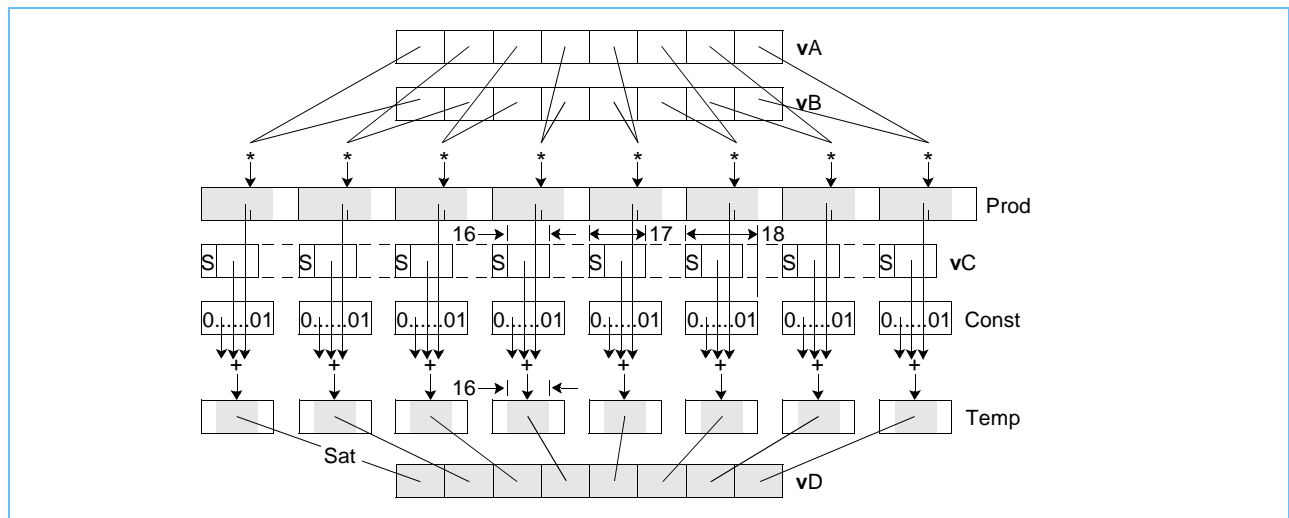 vA
vB
* * * * * * * *
Prod
16 17 18
S S S S S S S S vC
0......01 0......01 0......01 0......01 0......01 0......01 0......01 0......01 Const
+ + + + + + + +
16
Temp
Sat
vD